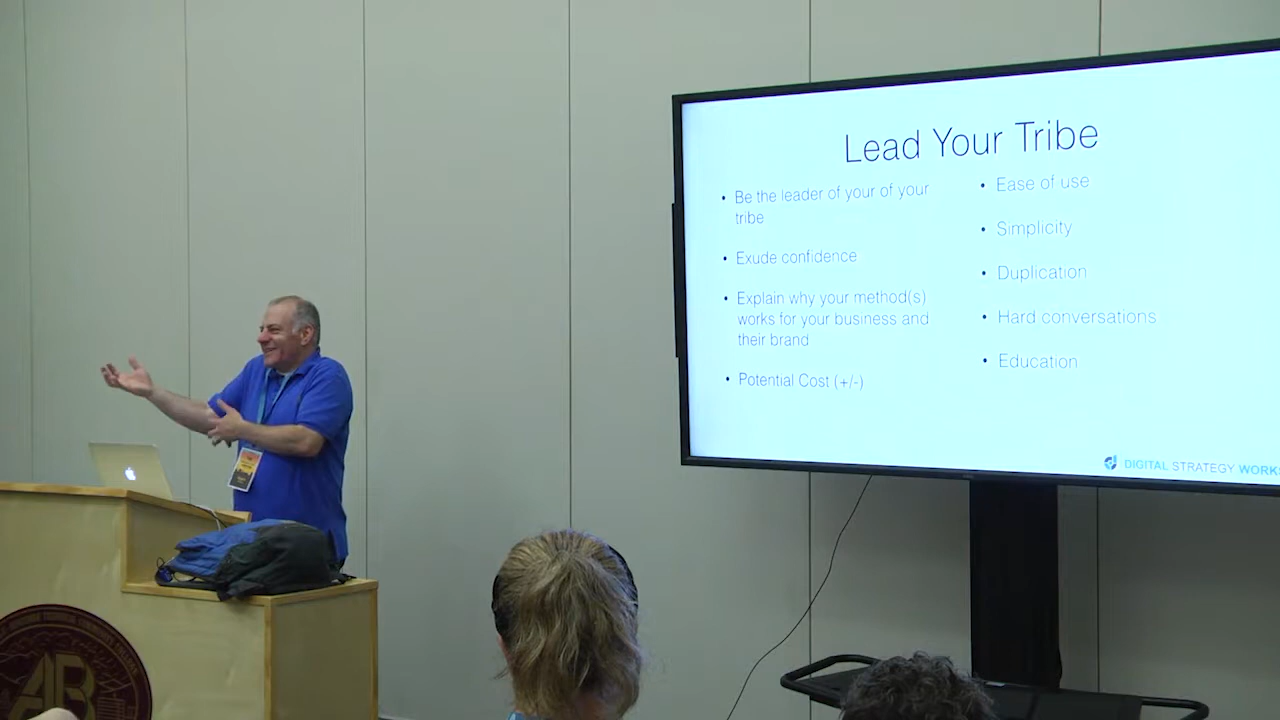 Lead Your Tribe
• Be the leader of your of your
tribe
• Exude confidence
• Explain why your method(s)
works for your business and
their brand
• Potential Cost (+/-)
• Ease of use
• Simplicity
• Duplication
• Hard conversations
• Education
DIGITAL STRATEGY WORKS